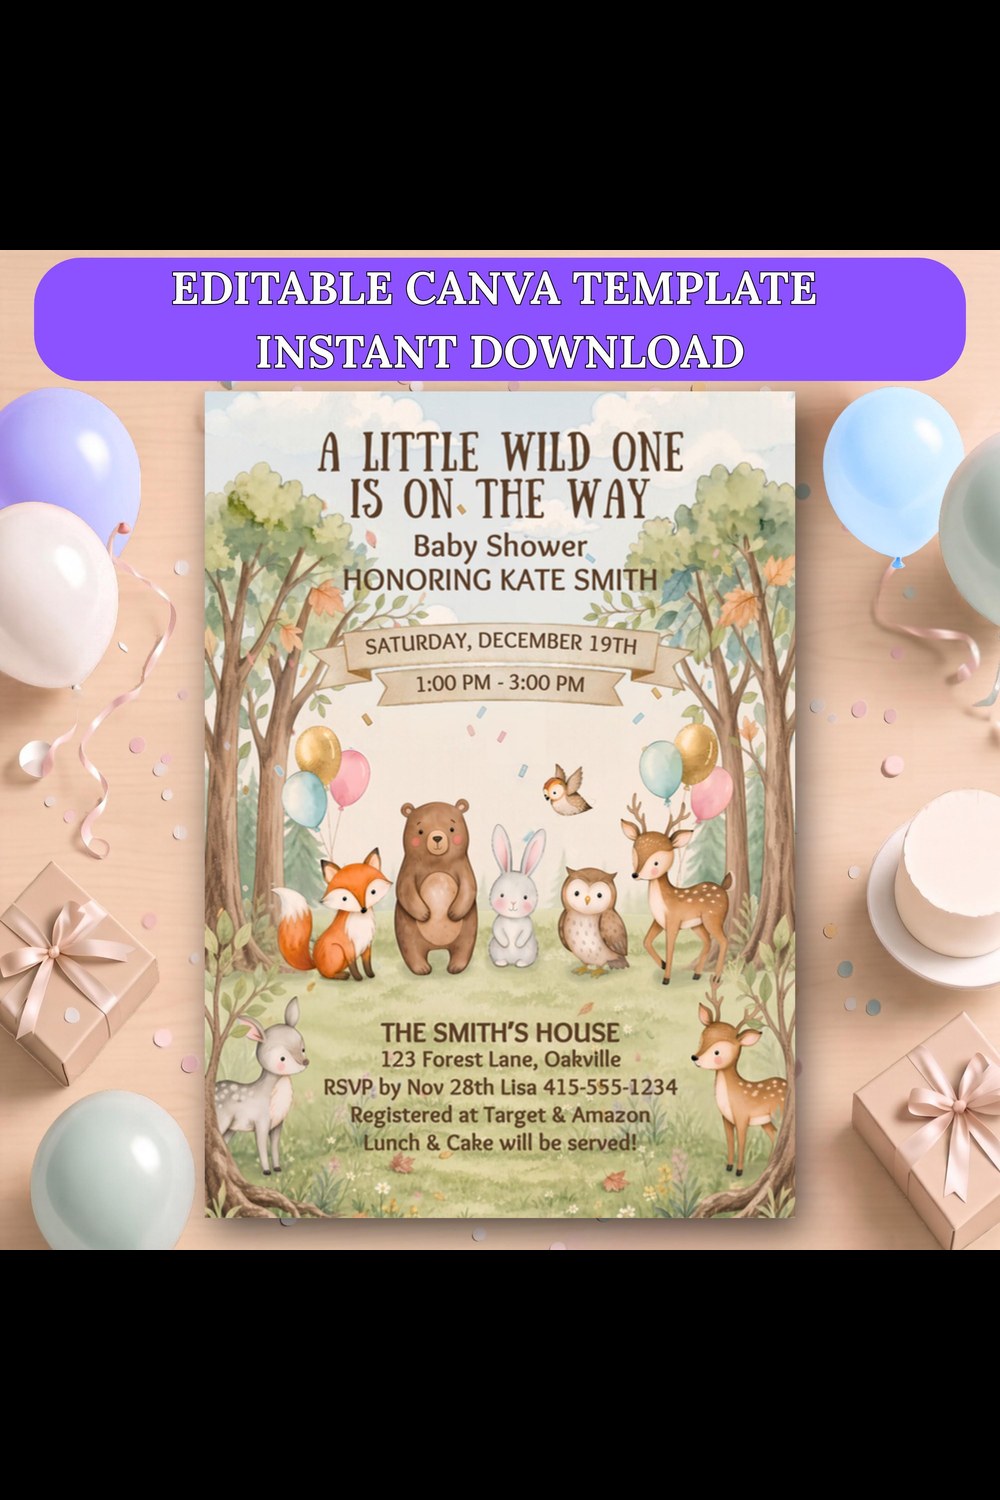 EDITABLE CANVA TEMPLATE
INSTANT DOWNLOAD
A LITTLE WILD ONE
IS ON THE WAY
Baby Shower
HONORING KATE SMITH
SATURDAY, DECEMBER 19TH
1:00 PM - 3:00 PM
THE SMITH'S HOUSE
123 Forest Lane, Oakville
RSVP by Nov 28th Lisa 415-555-1234
Registered at Target & Amazon
Lunch & Cake will be served!